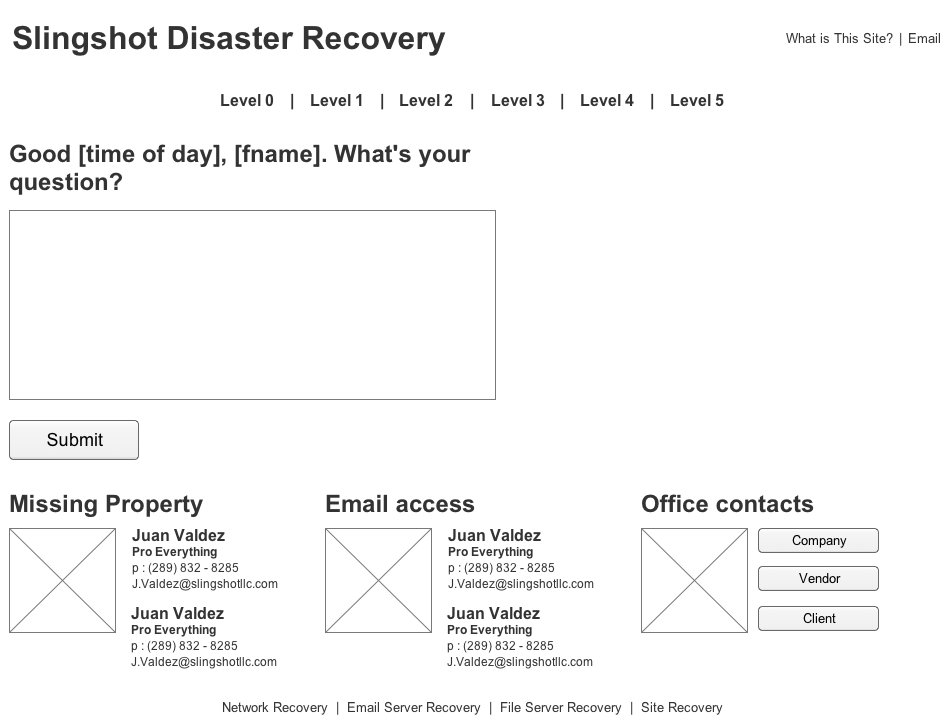 Slingshot Disaster Recovery
What is This Site? | Email
Level 0 | Level 1 | Level 2 | Level 3 | Level 4 | Level 5
Good [time of day], [fname]. What's your
question?
Submit
Missing Property
Juan Valdez
Pro Everything
p : (289) 832 - 8285
J.Valdez@slingshotllc.com
Juan Valdez
Pro Everything
p : (289) 832 - 8285
J.Valdez@slingshotllc.com
Email access
Juan Valdez
Pro Everything
p : (289) 832 - 8285
J.Valdez@slingshotllc.com
Juan Valdez
Pro Everything
p : (289) 832 - 8285
J.Valdez@slingshotllc.com
Office contacts
Company
Vendor
Client
Network Recovery | Email Server Recovery | File Server Recovery | Site Recovery